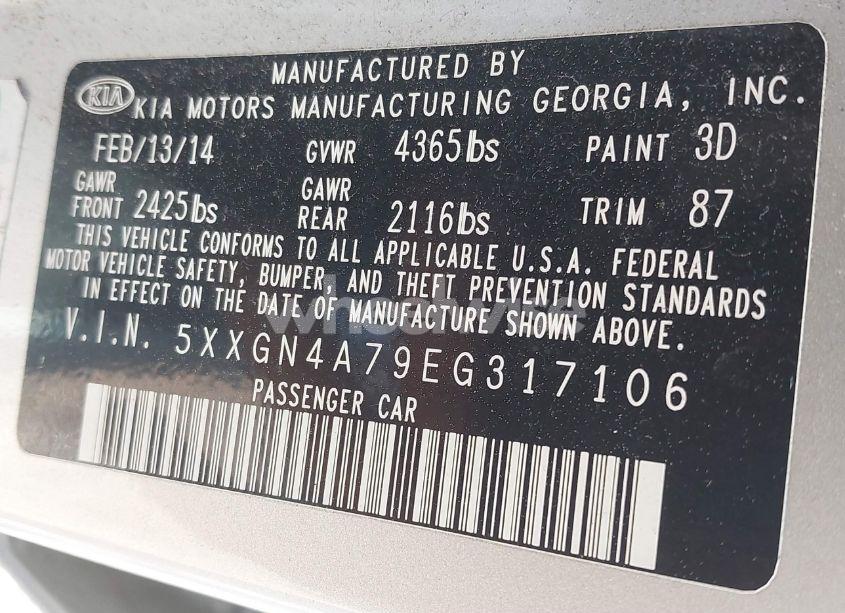 MANUFACTURED BY
KIA KIA MOTORS MANUFACTURING GEORGIA, INC.
FEB/13/14 GVWR 4365lbs PAINT 3D
GAWR FRONT 2425lbs GAWR REAR 2116lbs TRIM 87
THIS VEHICLE CONFORMS TO ALL APPLICABLE U.S.A. FEDERAL
MOTOR VEHICLE SAFETY, BUMPER, AND THEFT PREVENTION STANDARDS
IN EFFECT ON THE DATE OF MANUFACTURE SHOWN ABOVE.
V.I.N. 5XXGN4A79EG317106
PASSENGER CAR